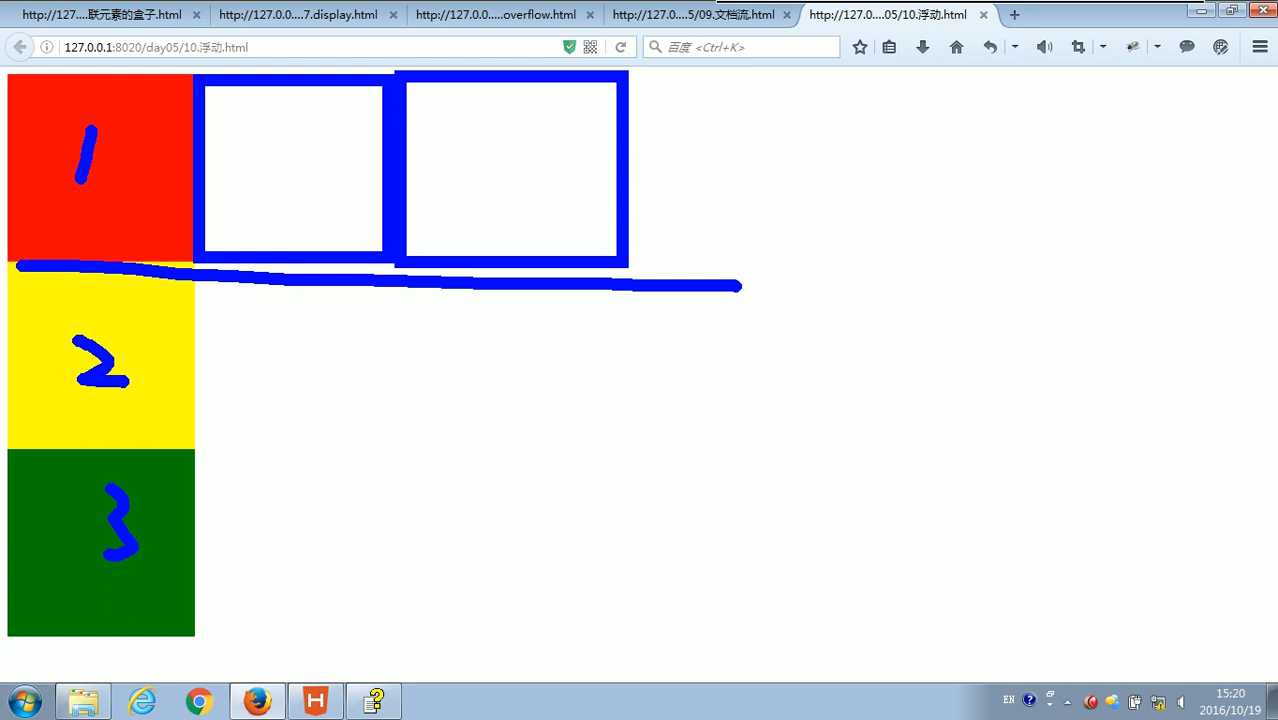 http://127....联元素的盒子.html
http://127.0.0....7.display.html
http://127.0.0.....overflow.html
http://127.0....5/09.文档流.html
http://127.0....05/10.浮动.html
127.0.0.1:8020/day05/10.浮动.html
百度 <Ctrl+K>
1
2
3
EN
15:20
2016/10/19